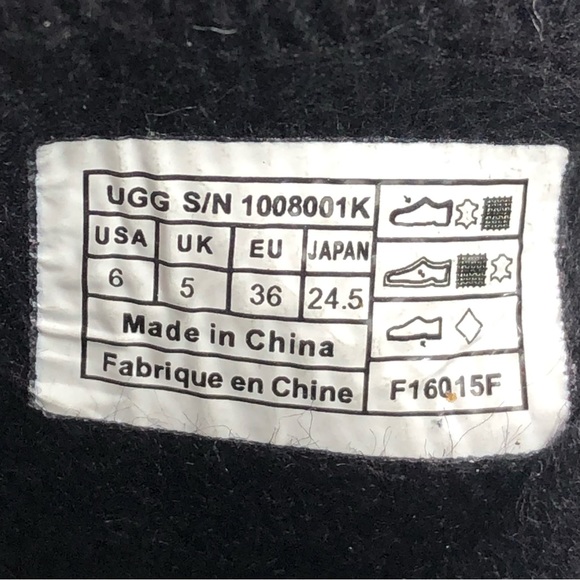 UGG S/N 1008001K
USA UK EU JAPAN
6 5 36 24.5
Made in China
Fabrique en Chine
F16015F